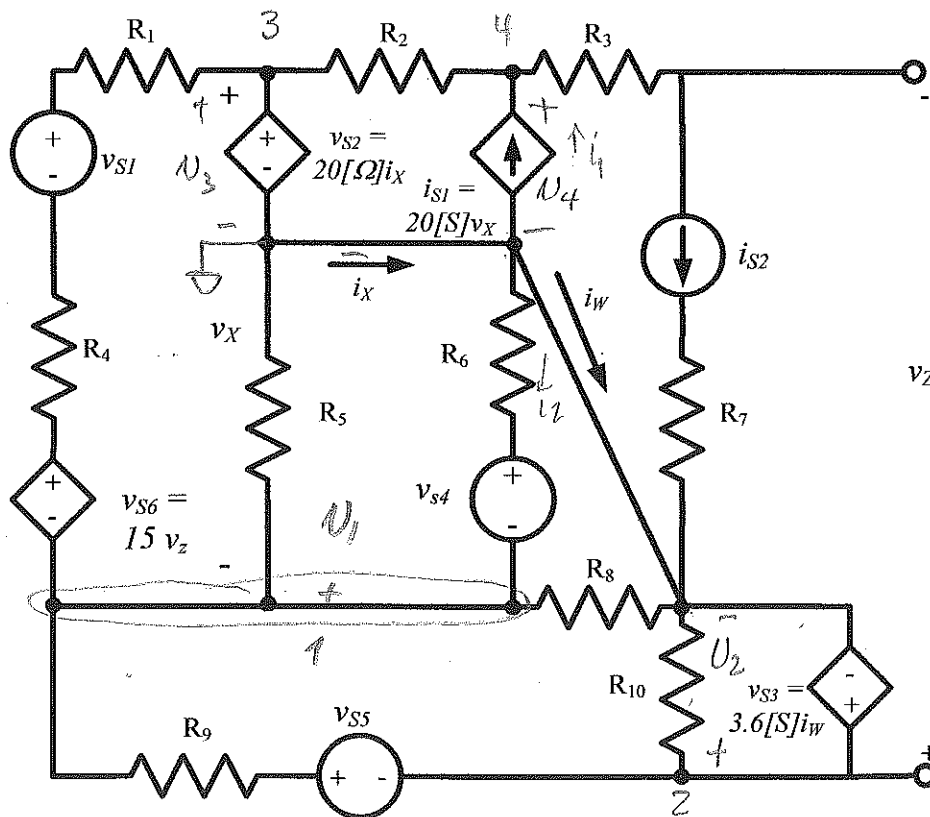 R1
3
R2
4
R3
+
+
+
-
+
-
vS1
v3
+
-
vS2 =
20[Ω]iX
iS1 =
20[S]vX
v4
↑i1
iS2
-
-
iX
iW
R4
vX
R5
R6
i2
R7
vZ
+
-
vS6 =
15 vz
vs4
+
-
-
v1
+
1
R8
-
R10
v2
+
2
vS3 =
3.6[S]iW
-
+
R9
vS5
+
-
+